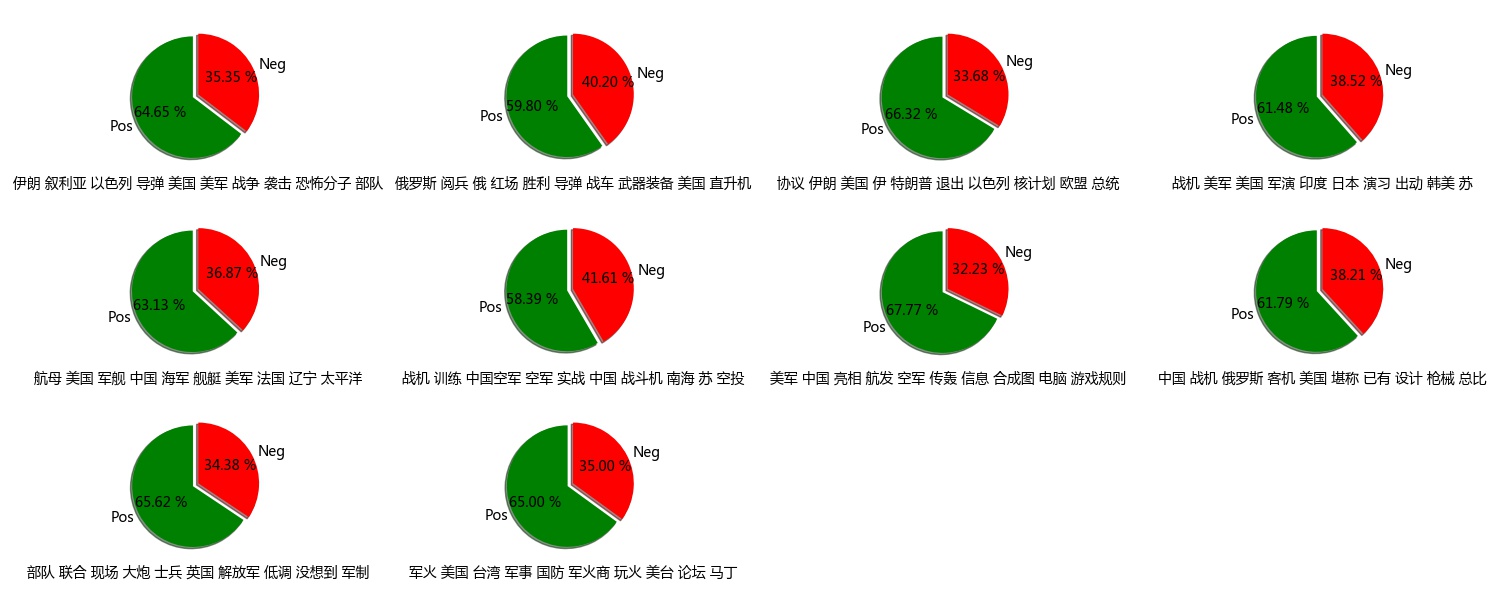 Neg
35.35 %
64.65 %
Pos
伊朗 叙利亚 以色列 导弹 美国 美军 战争 袭击 恐怖分子 部队
Neg
40.20 %
59.80 %
Pos
俄罗斯 阅兵 俄 红场 胜利 导弹 战车 武器装备 美国 直升机
Neg
33.68 %
66.32 %
Pos
协议 伊朗 美国 伊 特朗普 退出 以色列 核计划 欧盟 总统
Neg
38.52 %
61.48 %
Pos
战机 美军 美国 军演 印度 日本 演习 出动 韩美 苏
Neg
36.87 %
63.13 %
Pos
航母 美国 军舰 中国 海军 舰艇 美军 法国 辽宁 太平洋
Neg
41.61 %
58.39 %
Pos
战机 训练 中国空军 空军 实战 中国 战斗机 南海 苏 空投
Neg
32.23 %
67.77 %
Pos
美军 中国 亮相 航发 空军 传轰 信息 合成图 电脑 游戏规则
Neg
38.21 %
61.79 %
Pos
中国 战机 俄罗斯 客机 美国 堪称 已有 设计 枪械 总比
Neg
34.38 %
65.62 %
Pos
部队 联合 现场 大炮 士兵 英国 解放军 低调 没想到 军制
Neg
35.00 %
65.00 %
Pos
军火 美国 台湾 军事 国防 军火商 玩火 美台 论坛 马丁